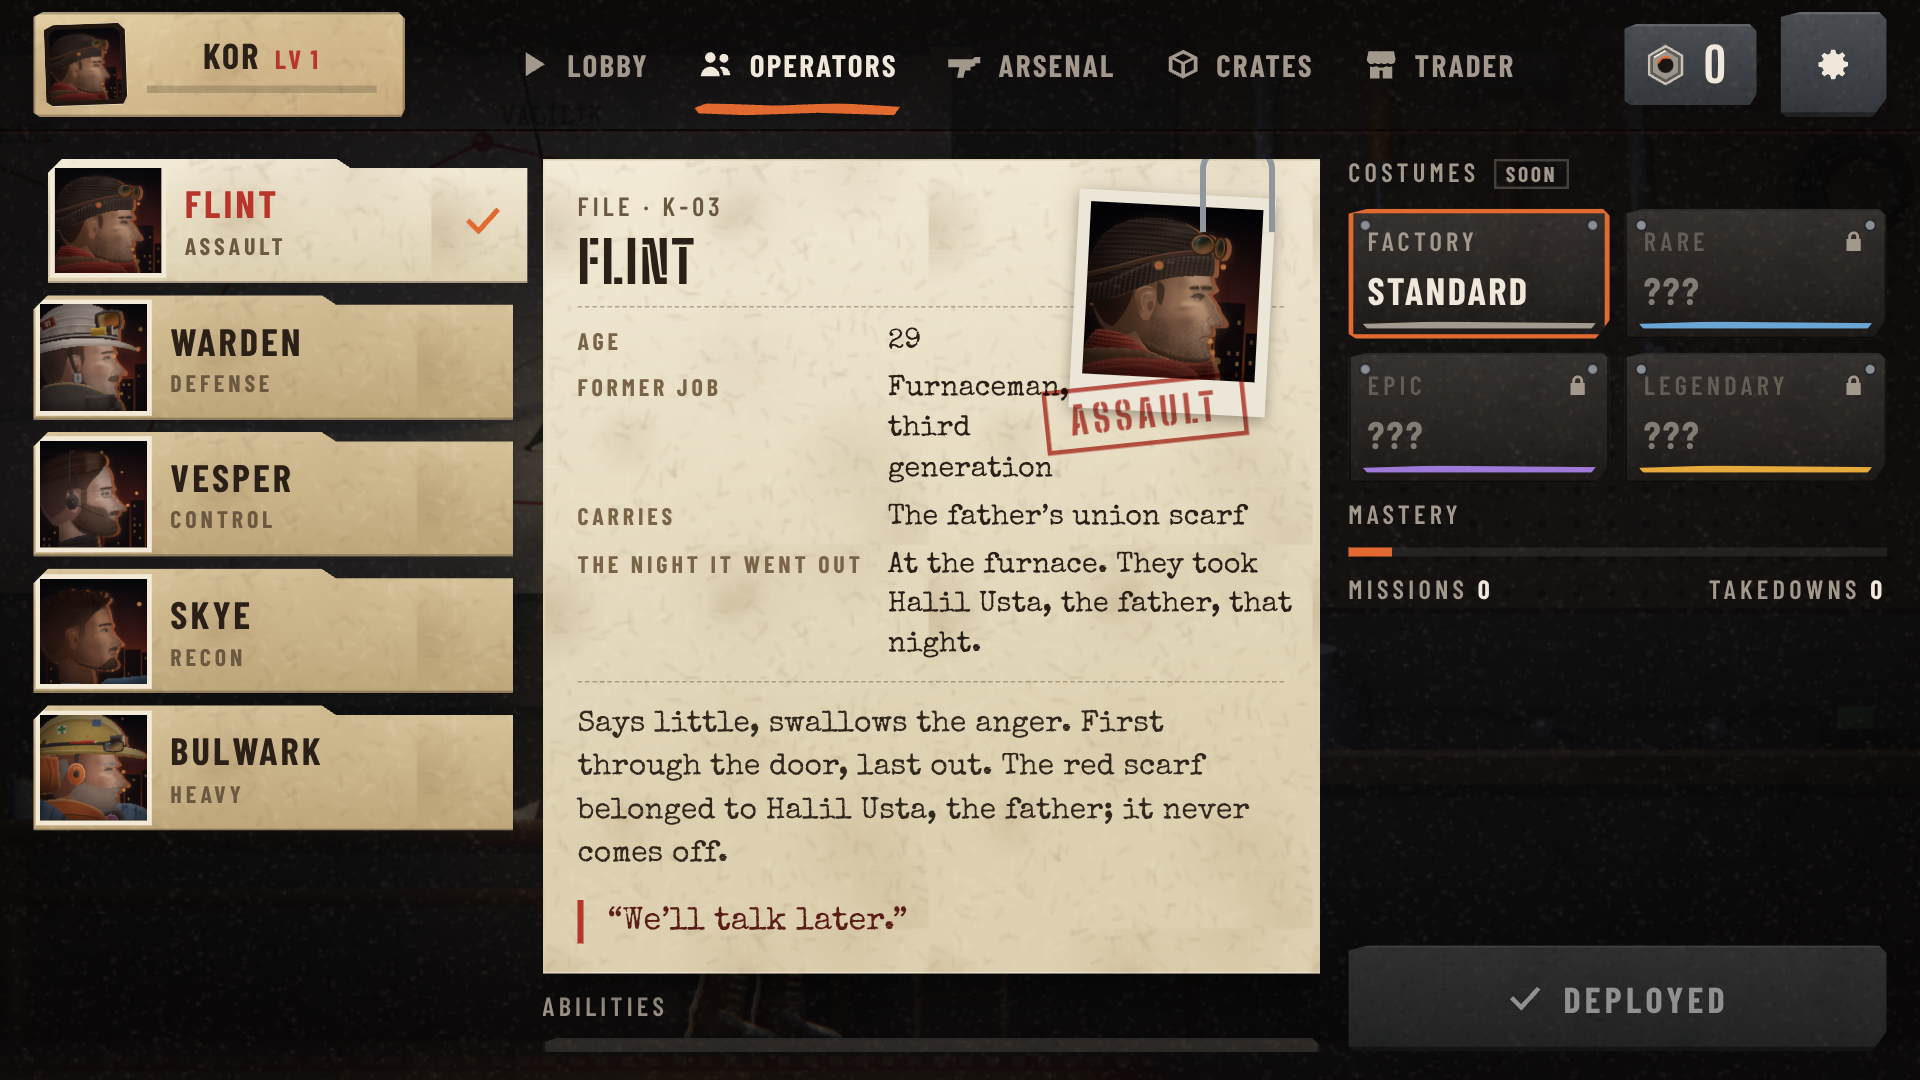 KOR LV 1
LOBBY
OPERATORS
ARSENAL
CRATES
TRADER
0
FLINT
ASSAULT
WARDEN
DEFENSE
VESPER
CONTROL
SKYE
RECON
BULWARK
HEAVY
FILE · K-03
FLINT
AGE
29
FORMER JOB
Furnaceman,
third
generation
ASSAULT
CARRIES
The father’s union scarf
THE NIGHT IT WENT OUT
At the furnace. They took
Halil Usta, the father, that
night.
Says little, swallows the anger. First
through the door, last out. The red scarf
belonged to Halil Usta, the father; it never
comes off.
“We’ll talk later.”
ABILITIES
COSTUMES SOON
FACTORY
STANDARD
RARE
???
EPIC
???
LEGENDARY
???
MASTERY
MISSIONS 0
TAKEDOWNS 0
DEPLOYED